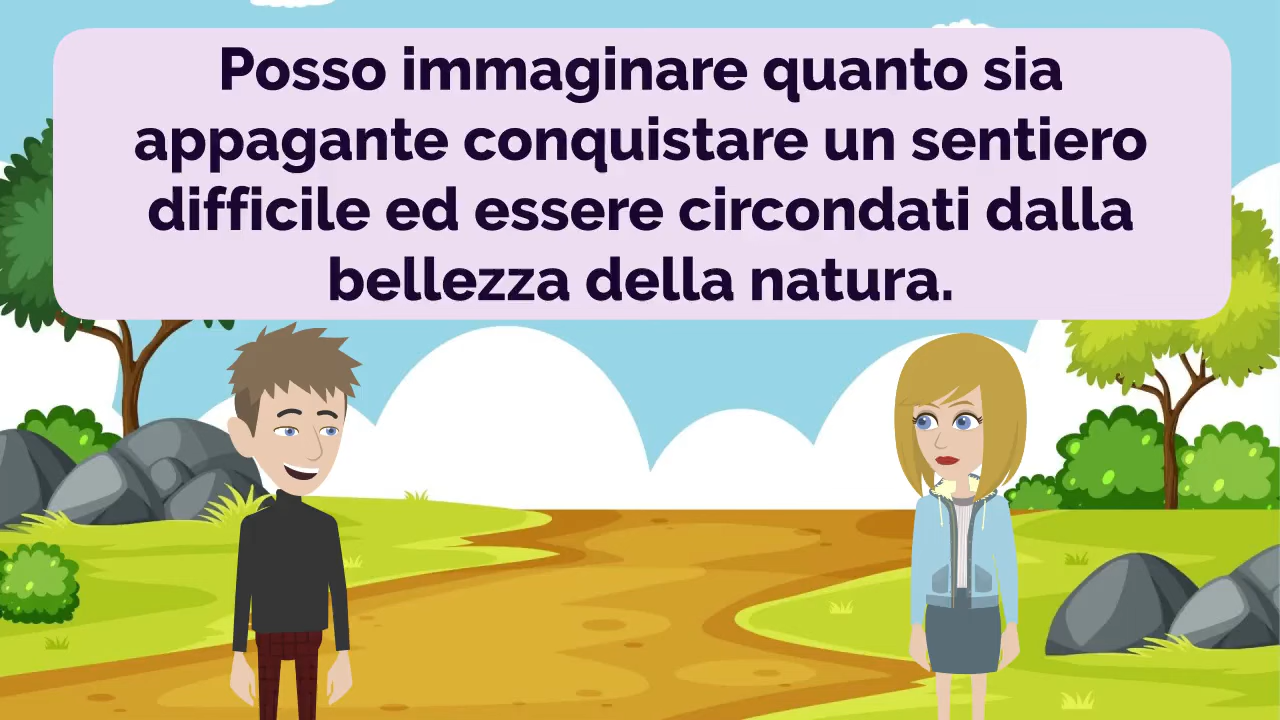 Posso immaginare quanto sia
appagante conquistare un sentiero
difficile ed essere circondati dalla
bellezza della natura.